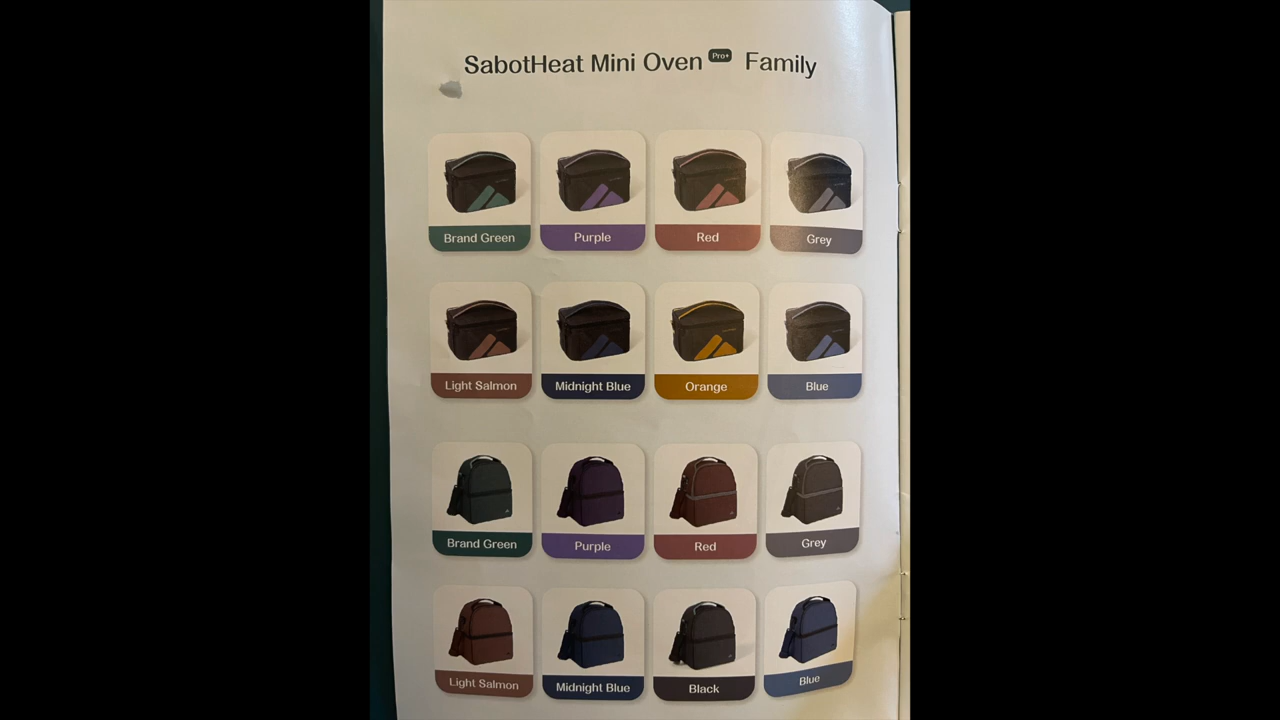 SabotHeat Mini Oven Pro+ Family
Brand Green
Purple
Red
Grey
Light Salmon
Midnight Blue
Orange
Blue
Brand Green
Purple
Red
Grey
Light Salmon
Midnight Blue
Black
Blue